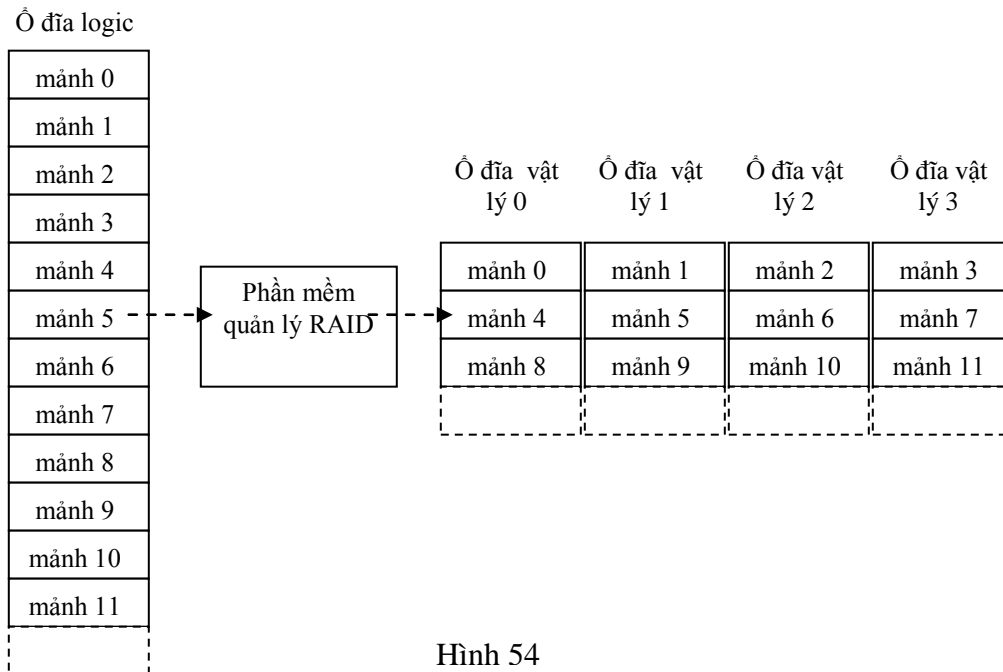 Ổ đĩa logic
mảnh 0
mảnh 1
mảnh 2
mảnh 3
mảnh 4
mảnh 5
mảnh 6
mảnh 7
mảnh 8
mảnh 9
mảnh 10
mảnh 11
Phần mềm
quản lý RAID
Ổ đĩa vật
lý 0
Ổ đĩa vật
lý 1
Ổ đĩa vật
lý 2
Ổ đĩa vật
lý 3
mảnh 0
mảnh 1
mảnh 2
mảnh 3
mảnh 4
mảnh 5
mảnh 6
mảnh 7
mảnh 8
mảnh 9
mảnh 10
mảnh 11
Hình 54